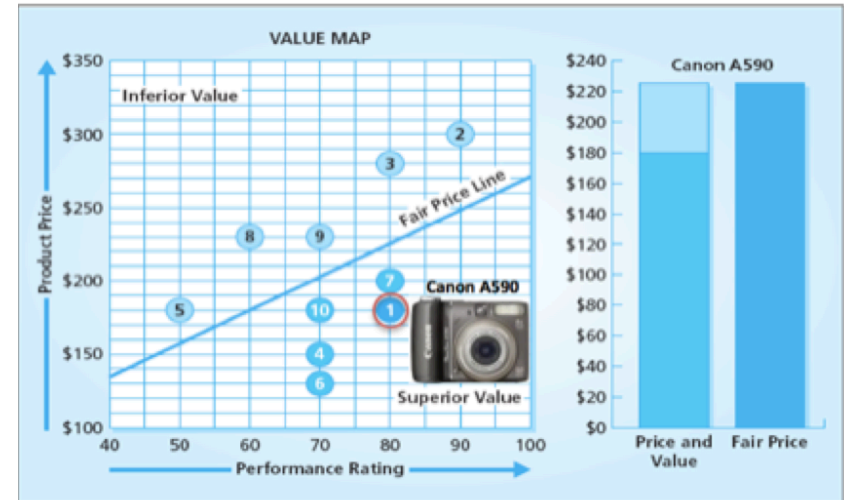 VALUE MAP
$350
$300
$250
$200
$150
$100
Product Price
Inferior Value
2
3
Fair Price Line
8
9
7
Canon A590
5
10
1
4
6
Canon
Superior Value
40 50 60 70 80 90 100
Performance Rating
Canon A590
$240
$220
$200
$180
$160
$140
$120
$100
$80
$60
$40
$20
$0
Price and
Value
Fair Price